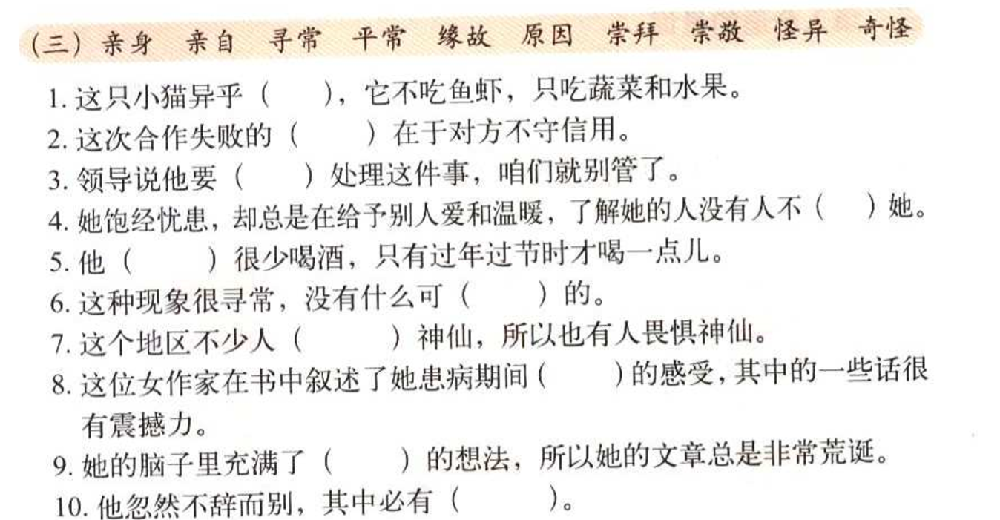 (三) 亲身 亲自 寻常 平常 缘故 原因 崇拜 崇敬 怪异 奇怪
1. 这只小猫异乎（ ），它不吃鱼虾，只吃蔬菜和水果。
2. 这次合作失败的（ ）在于对方不守信用。
3. 领导说他要（ ）处理这件事，咱们就别管了。
4. 她饱经忧患，却总是在给予别人爱和温暖，了解她的人没有人不（ ）她。
5. 他（ ）很少喝酒，只有过年过节时才喝一点儿。
6. 这种现象很寻常，没有什么可（ ）的。
7. 这个地区不少人（ ）神仙，所以也有人畏惧神仙。
8. 这位女作家在书中叙述了她患病期间（ ）的感受，其中的一些话很
有震撼力。
9. 她的脑子里充满了（ ）的想法，所以她的文章总是非常荒诞。
10. 他忽然不辞而别，其中必有（ ）。